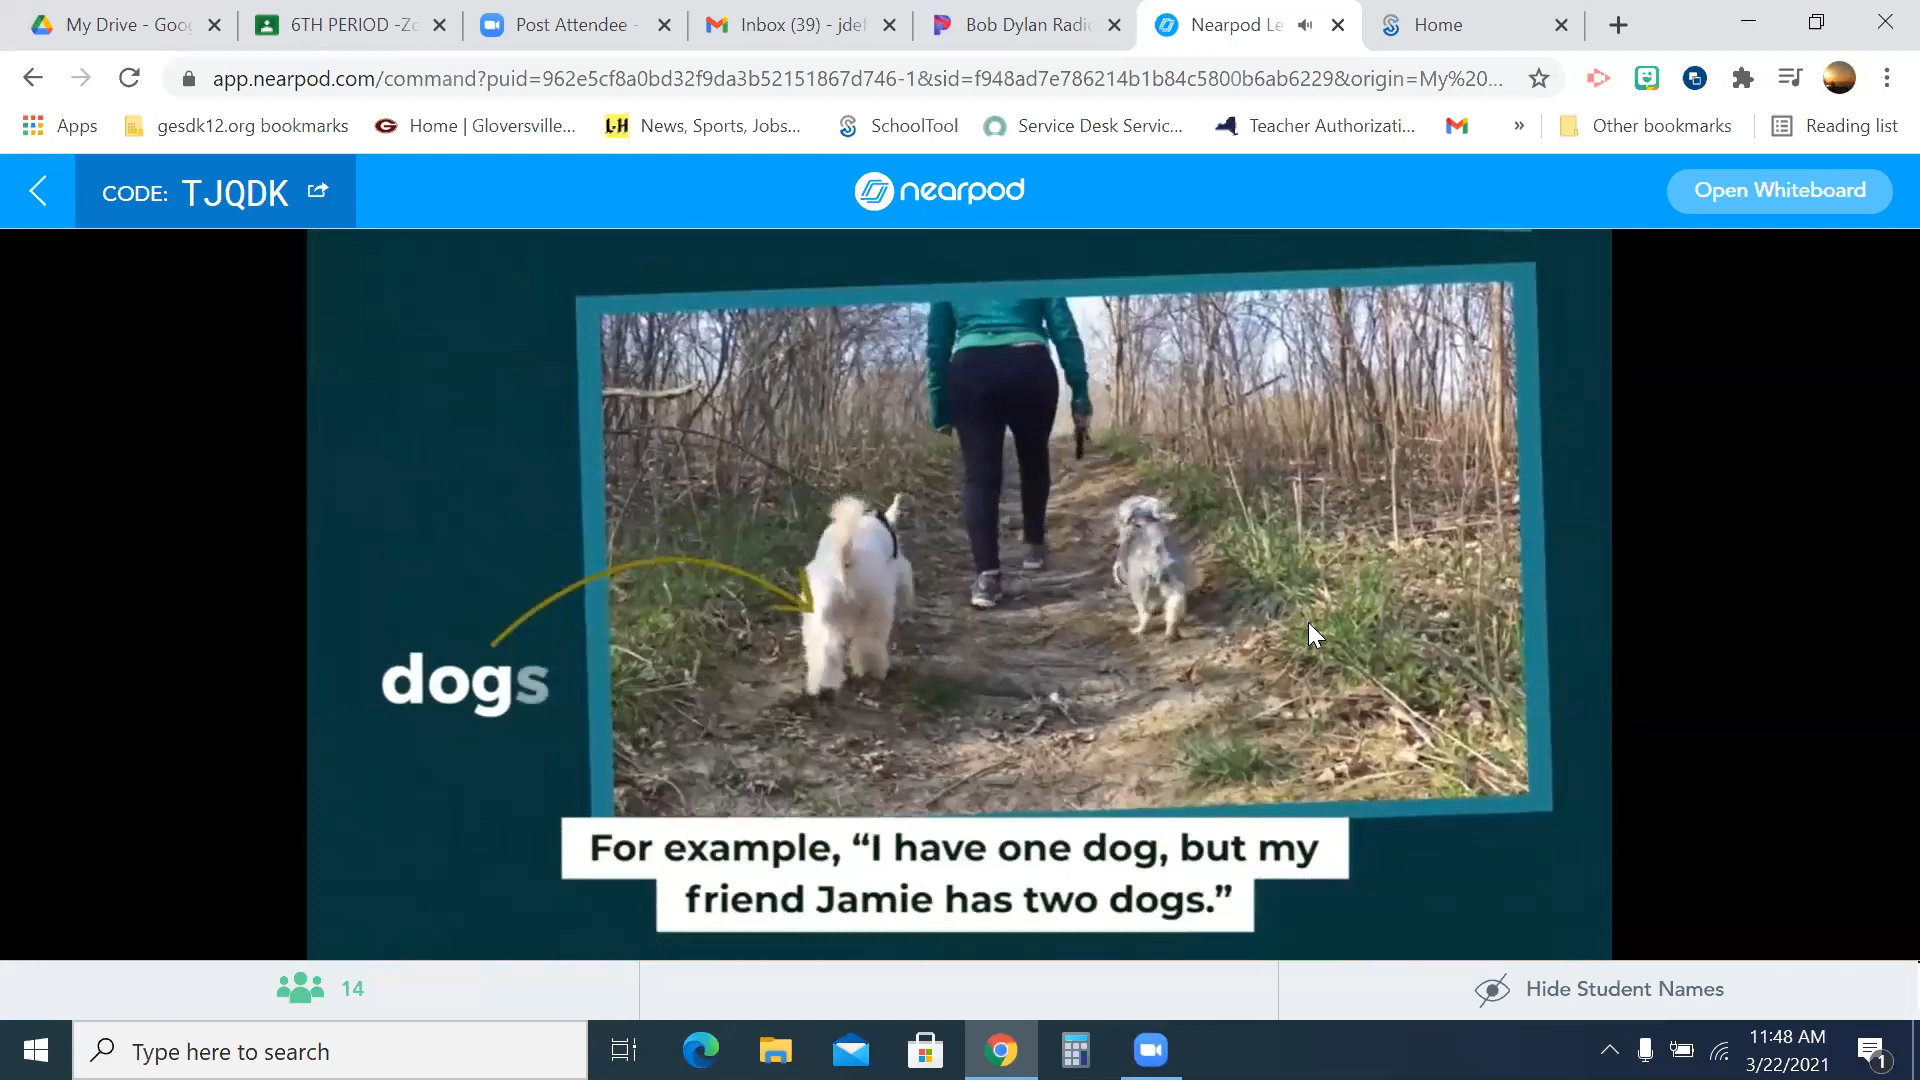 My Drive - Goo
6TH PERIOD -Zo
Post Attendee -
Inbox (39) - jdef
Bob Dylan Radio
Nearpod Le
Home
app.nearpod.com/command?puid=962e5cf8a0bd32f9da3b52151867d746-1&sid=f948ad7e786214b1b84c5800b6ab6229&origin=My%20...
Apps
gesdk12.org bookmarks
Home | Gloversville...
L-H
News, Sports, Jobs...
SchoolTool
Service Desk Servic...
Teacher Authorizati...
»
Other bookmarks
Reading list
CODE: TJQDK
nearpod
Open Whiteboard
dogs
For example, “I have one dog, but my
friend Jamie has two dogs.”
14
Hide Student Names
Type here to search
11:48 AM
3/22/2021
1